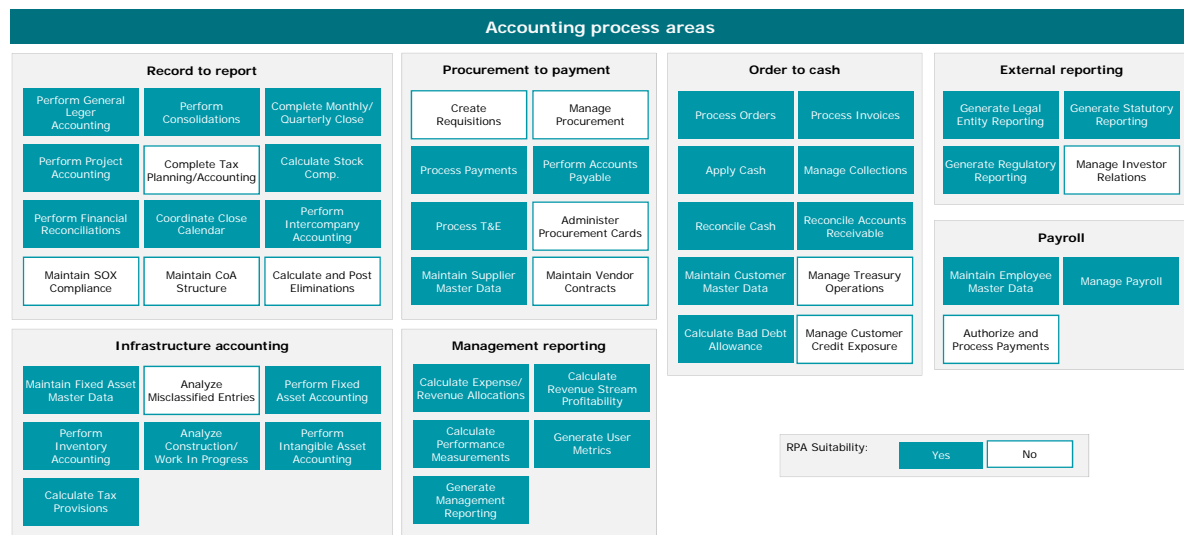 Accounting process areas
Record to report
Perform General
Leger
Accounting
Perform
Consolidations
Complete Monthly/
Quarterly Close
Perform Project
Accounting
Complete Tax
Planning/Accounting
Calculate Stock
Comp.
Perform Financial
Reconciliations
Coordinate Close
Calendar
Perform
Intercompany
Accounting
Maintain SOX
Compliance
Maintain CoA
Structure
Calculate and Post
Eliminations
Procurement to payment
Create
Requisitions
Manage
Procurement
Process Payments
Perform Accounts
Payable
Process T&E
Administer
Procurement Cards
Maintain Supplier
Master Data
Maintain Vendor
Contracts
Order to cash
Process Orders
Process Invoices
Apply Cash
Manage Collections
Reconcile Cash
Reconcile Accounts
Receivable
Maintain Customer
Master Data
Manage Treasury
Operations
Calculate Bad Debt
Allowance
Manage Customer
Credit Exposure
External reporting
Generate Legal
Entity Reporting
Generate Statutory
Reporting
Generate Regulatory
Reporting
Manage Investor
Relations
Payroll
Maintain Employee
Master Data
Manage Payroll
Authorize and
Process Payments
Infrastructure accounting
Maintain Fixed Asset
Master Data
Analyze
Misclassified Entries
Perform Fixed
Asset Accounting
Perform
Inventory
Accounting
Analyze
Construction/
Work In Progress
Perform
Intangible Asset
Accounting
Calculate Tax
Provisions
Management reporting
Calculate Expense/
Revenue Allocations
Calculate
Revenue Stream
Profitability
Calculate
Performance
Measurements
Generate User
Metrics
Generate
Management
Reporting
RPA Suitability:
Yes
No